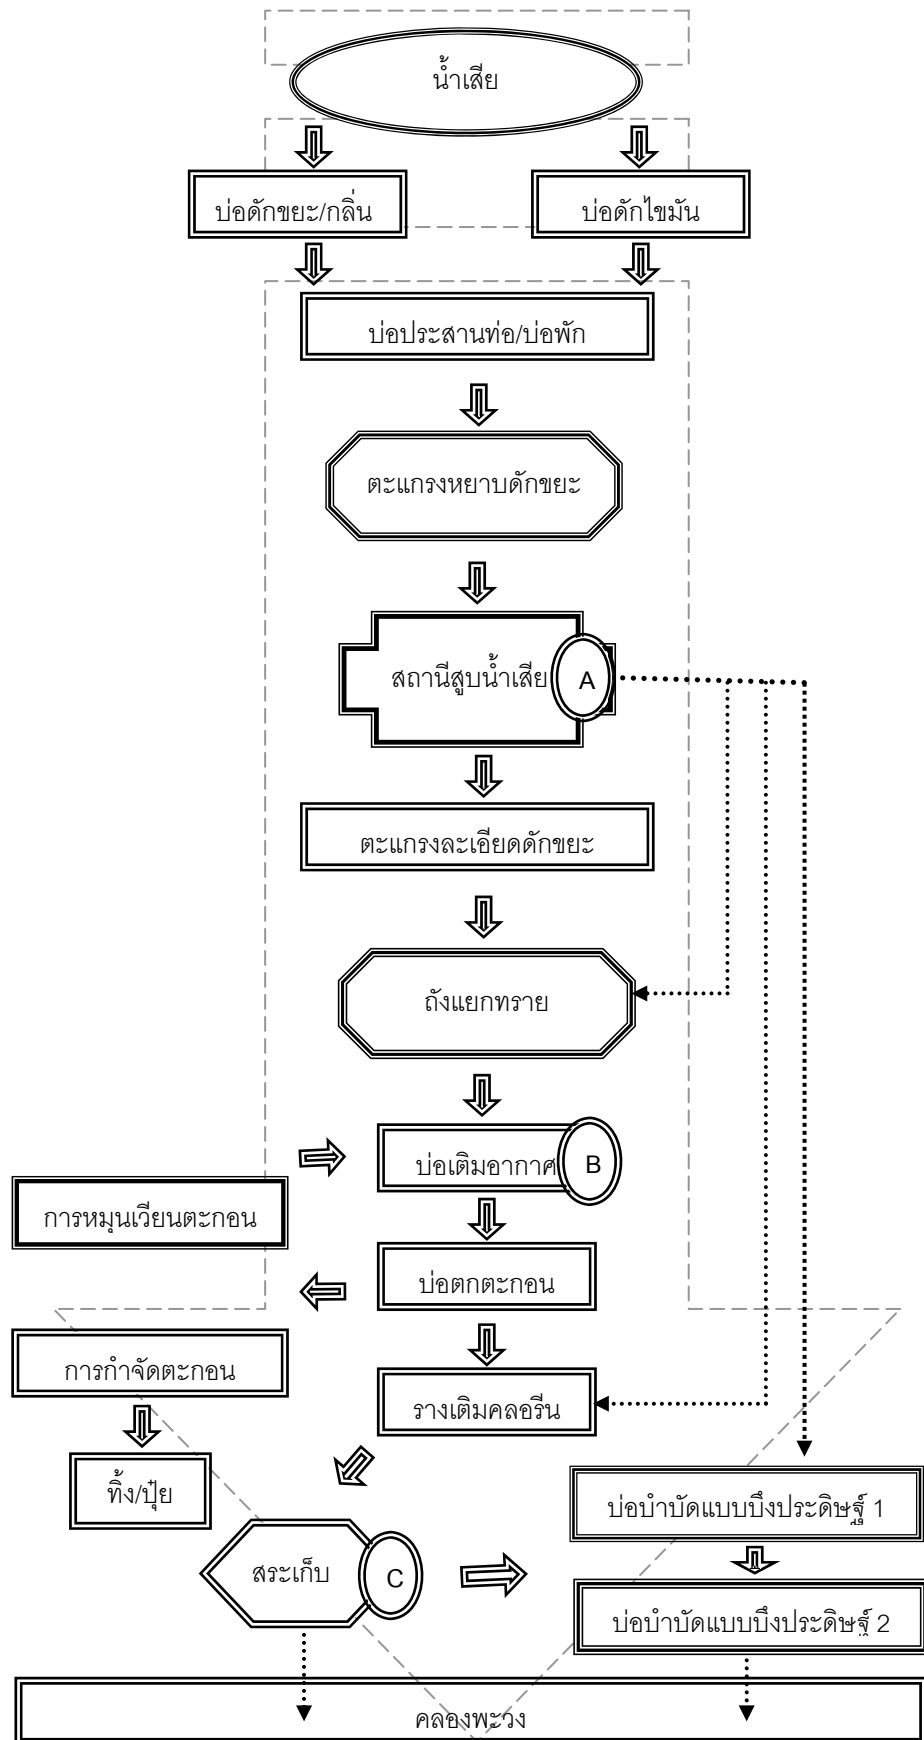 น้ำเสีย
บ่อดักขยะ/กลิ่น
บ่อดักไขมัน
บ่อประสานท่อ/บ่อพัก
ตะแกรงหยาบดักขยะ
สถานีสูบน้ำเสีย
A
ตะแกรงละเอียดดักขยะ
ถังแยกทราย
บ่อเติมอากาศ
B
การหมุนเวียนตะกอน
บ่อตกตะกอน
การกำจัดตะกอน
รางเติมคลอรีน
ทิ้ง/ปุ๋ย
บ่อบำบัดแบบบึงประดิษฐ์ 1
สระเก็บ
C
บ่อบำบัดแบบบึงประดิษฐ์ 2
คลองพะวง